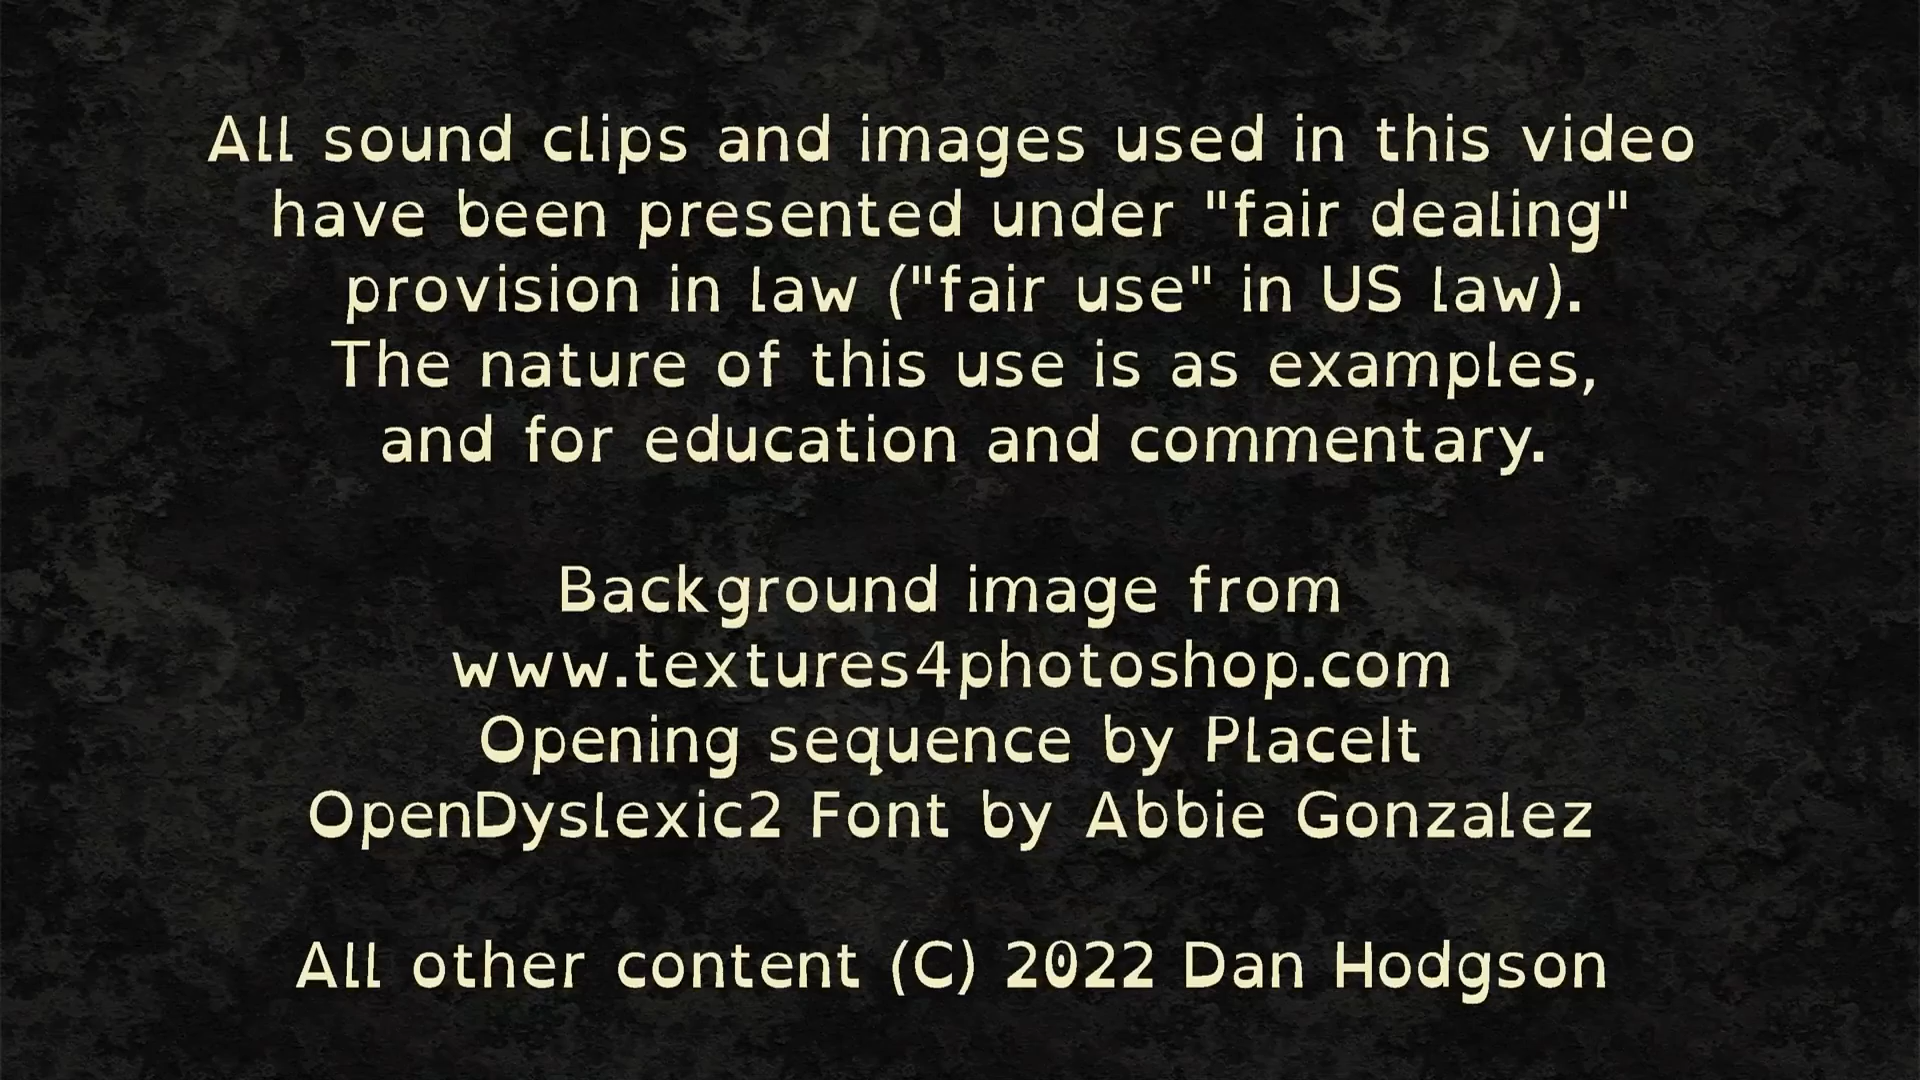 All sound clips and images used in this video
have been presented under "fair dealing"
provision in law ("fair use" in US law).
The nature of this use is as examples,
and for education and commentary.
Background image from
www.textures4photoshop.com
Opening sequence by PlaceIt
OpenDyslexic2 Font by Abbie Gonzalez
All other content (C) 2022 Dan Hodgson